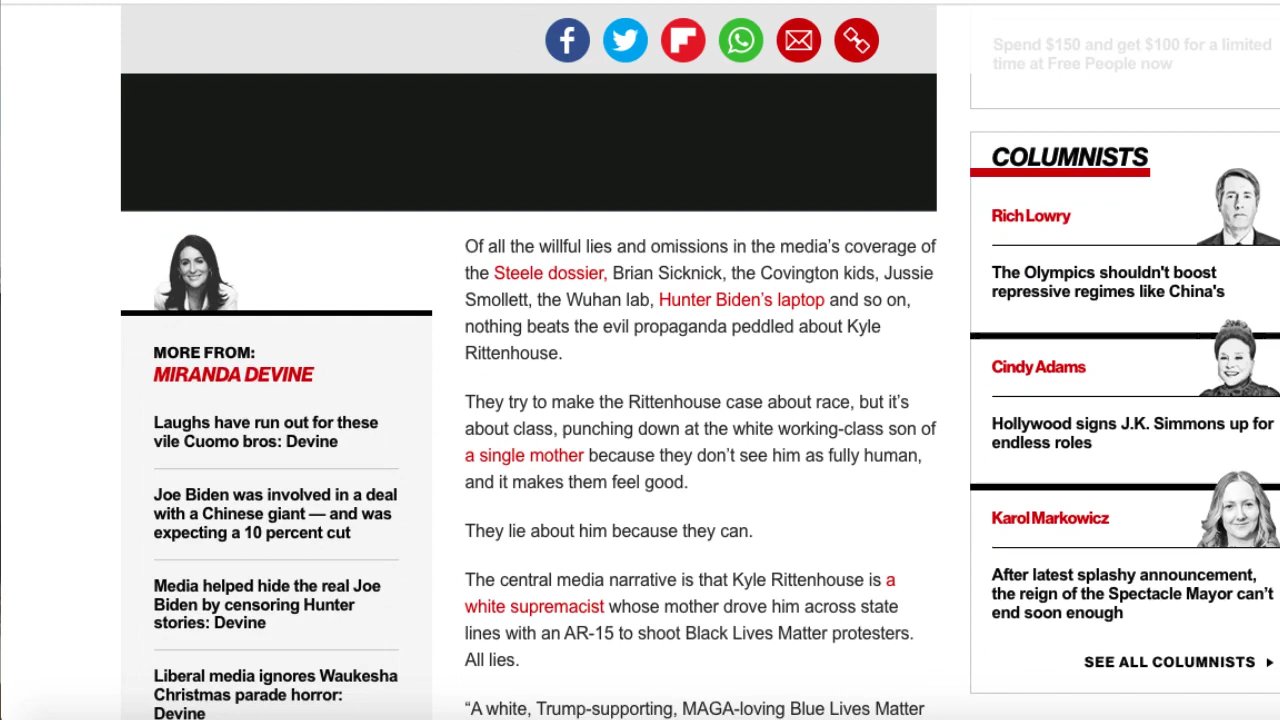 Spend $150 and get $100 for a limited
time at Free People now
MORE FROM:
MIRANDA DEVINE
Laughs have run out for these
vile Cuomo bros: Devine
Joe Biden was involved in a deal
with a Chinese giant — and was
expecting a 10 percent cut
Media helped hide the real Joe
Biden by censoring Hunter
stories: Devine
Liberal media ignores Waukesha
Christmas parade horror:
Devine
Of all the willful lies and omissions in the media’s coverage of
the Steele dossier, Brian Sicknick, the Covington kids, Jussie
Smollett, the Wuhan lab, Hunter Biden’s laptop and so on,
nothing beats the evil propaganda peddled about Kyle
Rittenhouse.
They try to make the Rittenhouse case about race, but it’s
about class, punching down at the white working-class son of
a single mother because they don’t see him as fully human,
and it makes them feel good.
They lie about him because they can.
The central media narrative is that Kyle Rittenhouse is a
white supremacist whose mother drove him across state
lines with an AR-15 to shoot Black Lives Matter protesters.
All lies.
“A white, Trump-supporting, MAGA-loving Blue Lives Matter
COLUMNISTS
Rich Lowry
The Olympics shouldn't boost
repressive regimes like China's
Cindy Adams
Hollywood signs J.K. Simmons up for
endless roles
Karol Markowicz
After latest splashy announcement,
the reign of the Spectacle Mayor can’t
end soon enough
SEE ALL COLUMNISTS